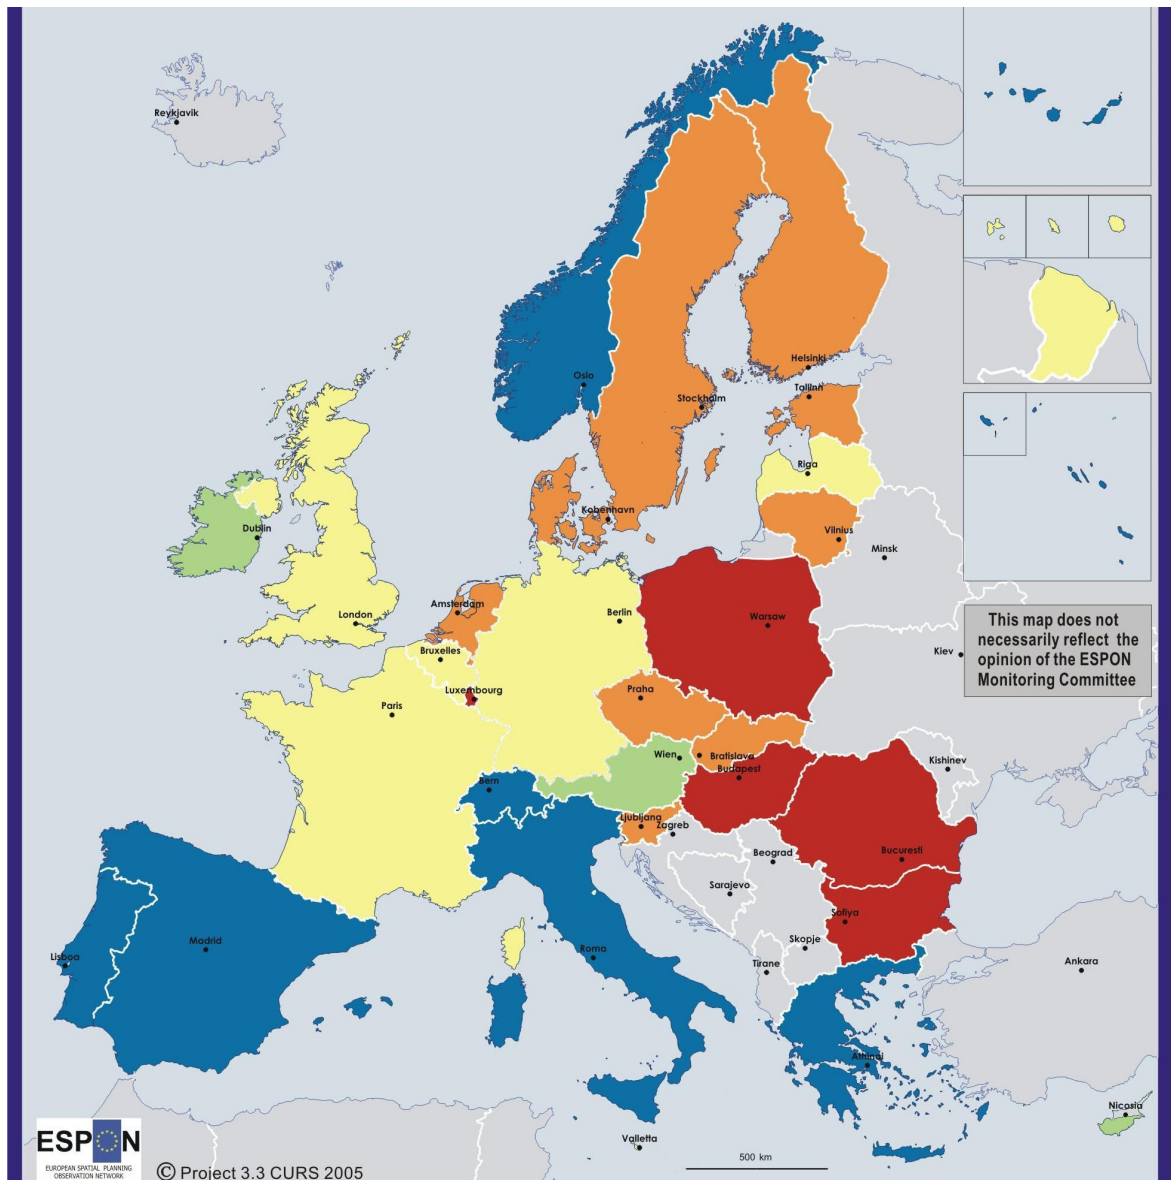 Reykjavik
Oslo
Helsinki
Tallinn
Stockholm
Riga
Kobenhavn
Vilnius
Dublin
Minsk
Amsterdam
London
Berlin
Warsaw
This map does not
necessarily reflect the
opinion of the ESPON
Monitoring Committee
Bruxelles
Kiev
Luxembourg
Praha
Paris
Wien
Bratislava
Kishinev
Budapest
Bern
Ljubljang
Zagreb
Beograd
Bucuresti
Sarajevo
Sofiya
Skopje
Madrid
Roma
Lisboa
Tirane
Ankara
Athinai
Nicosia
Valletta
ESPON
EUROPEAN SPATIAL PLANNING
OBSERVATION NETWORK
© Project 3.3 CURS 2005
500 km